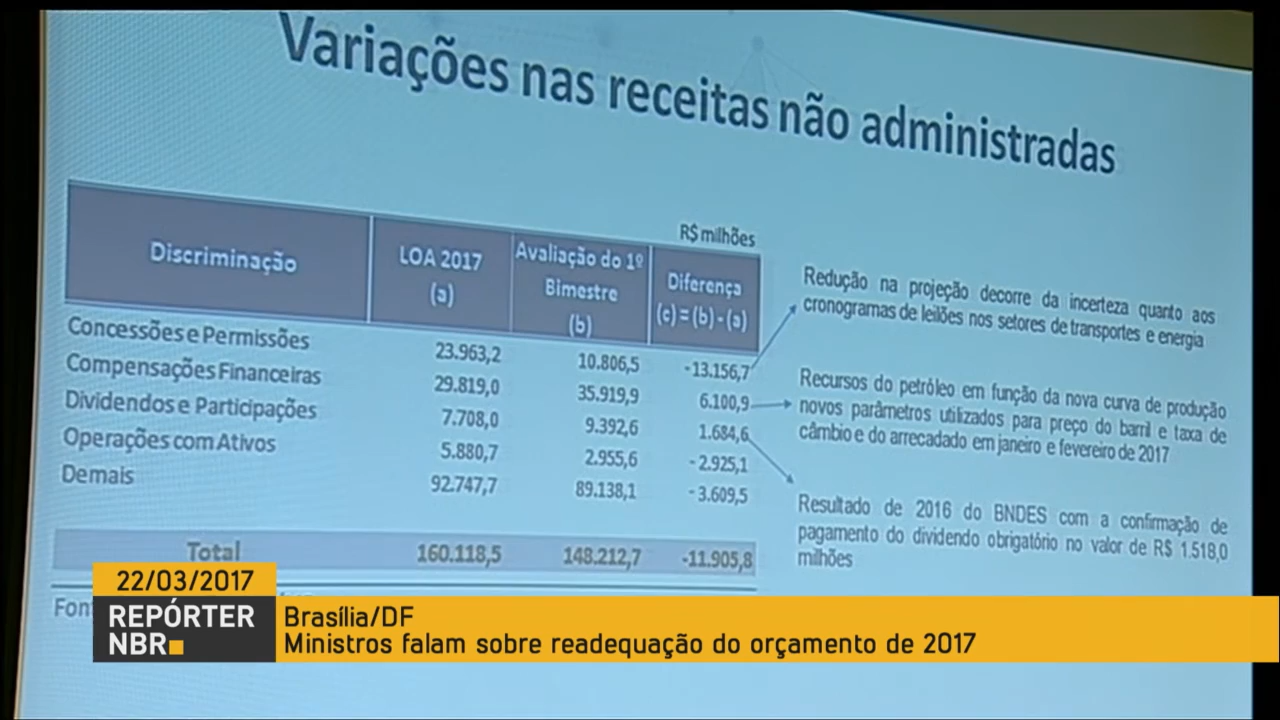 Variações nas receitas não administradas
R$ milhões
Discriminação
LOA 2017
(a)
Avaliação do 1º
Bimestre
(b)
Diferença
(c) = (b) - (a)
Concessões e Permissões 23.963,2 10.806,5 -13.156,7
Compensações Financeiras 29.819,0 35.919,9 6.100,9
Dividendos e Participações 7.708,0 9.392,6 1.684,6
Operações com Ativos 5.880,7 2.955,6 - 2.925,1
Demais 92.747,7 89.138,1 - 3.609,5
Total 160.118,5 148.212,7 -11.905,8
Redução na projeção decorre da incerteza quanto aos
cronogramas de leilões nos setores de transportes e energia
Recursos do petróleo em função da nova curva de produção
novos parâmetros utilizados para preço do barril e taxa de
câmbio e do arrecadado em janeiro e fevereiro de 2017
Resultado de 2016 do BNDES com a confirmação de
pagamento do dividendo obrigatório no valor de R$ 1.518,0
milhões
22/03/2017
REPÓRTER
NBR
Brasília/DF
Ministros falam sobre readequação do orçamento de 2017